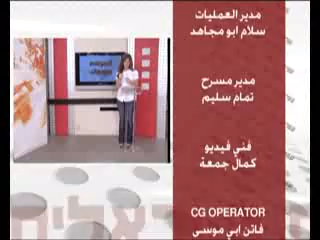 مدير العمليات
سلام ابو مجاهد
مدير مسرح
تمام سليم
فني فيديو
كمال جمعة
CG OPERATOR
فاتن ابي موسى